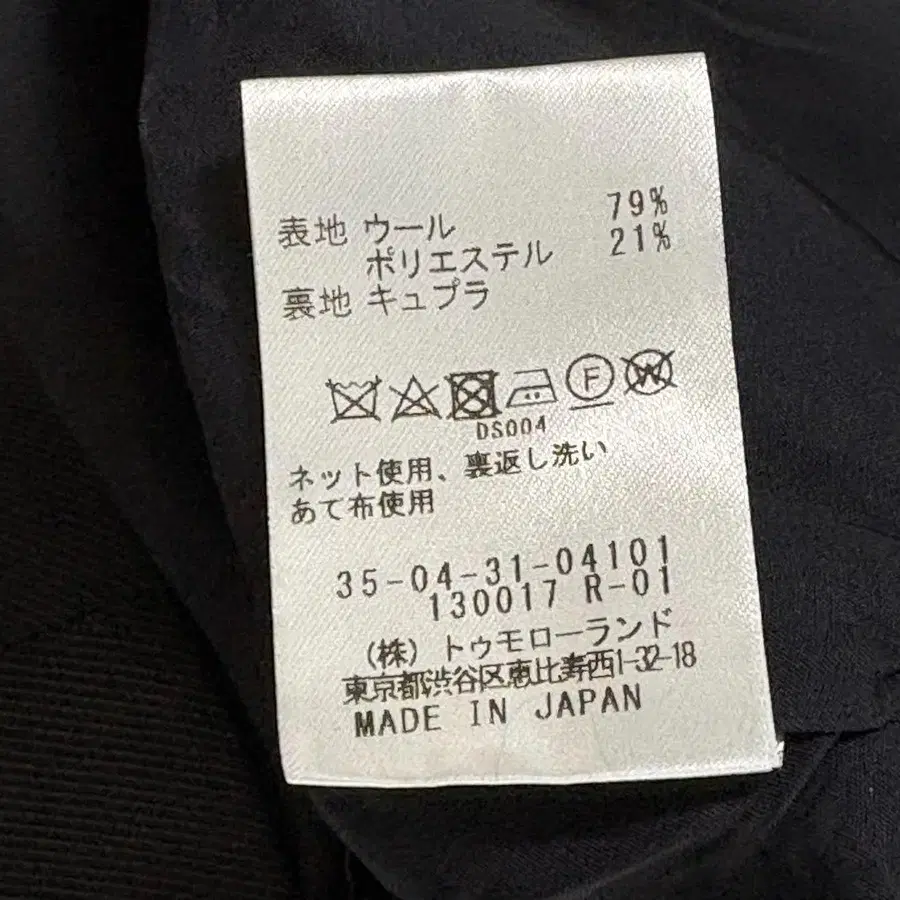 表地 ウール 79%
ポリエステル 21%
裏地 キュプラ
F W
DS004
ネット使用、裏返し洗い
あて布使用
35-04-31-04101
130017 R-01
(株) トゥモローランド
東京都渋谷区恵比寿西1-32-18
MADE IN JAPAN